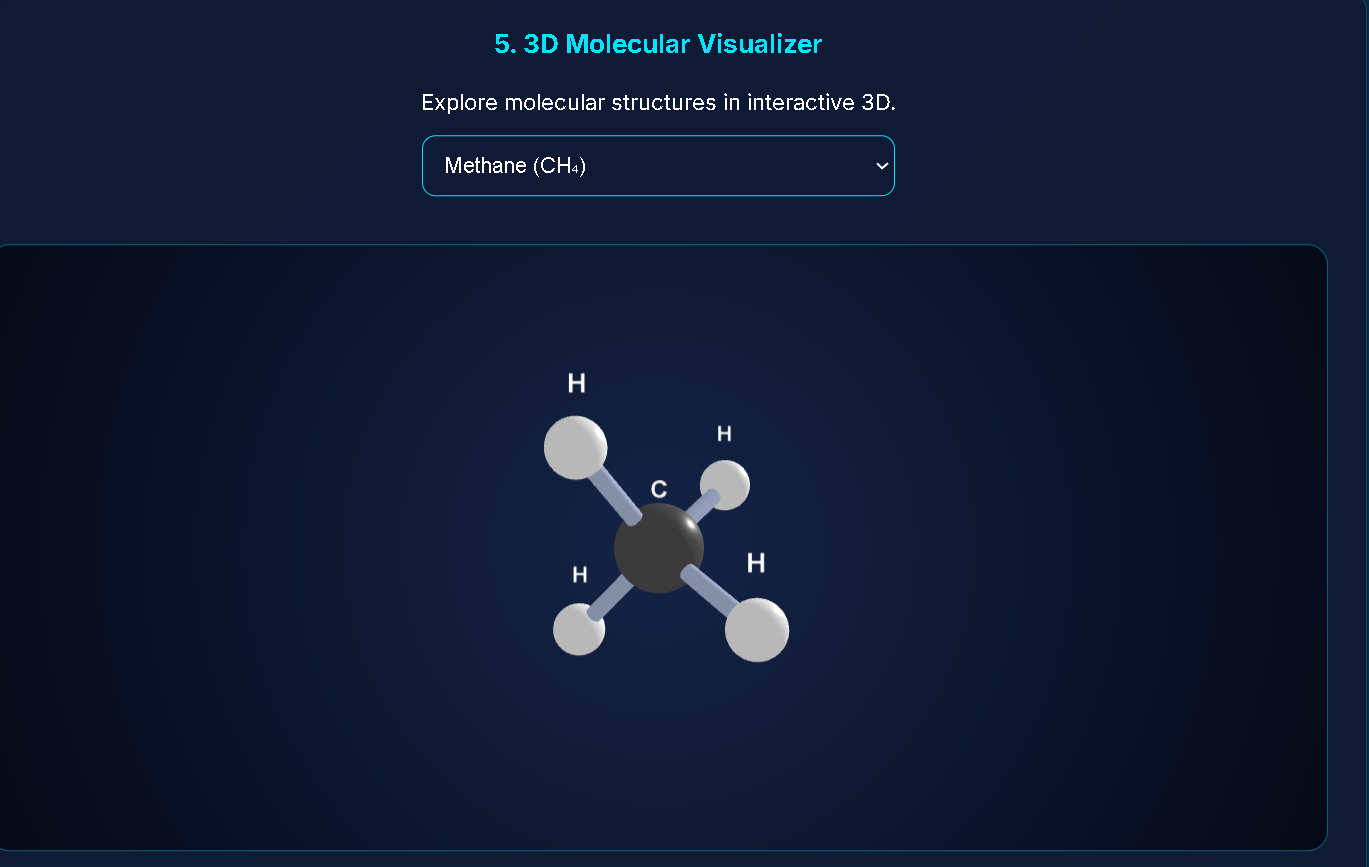 5. 3D Molecular Visualizer
Explore molecular structures in interactive 3D.
Methane (CH₄)
H
H
C
H
H